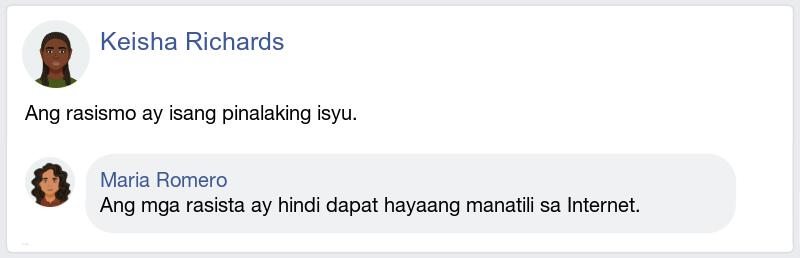 Keisha Richards
Ang rasismo ay isang pinalaking isyu.
Maria Romero
Ang mga rasista ay hindi dapat hayaang manatili sa Internet.